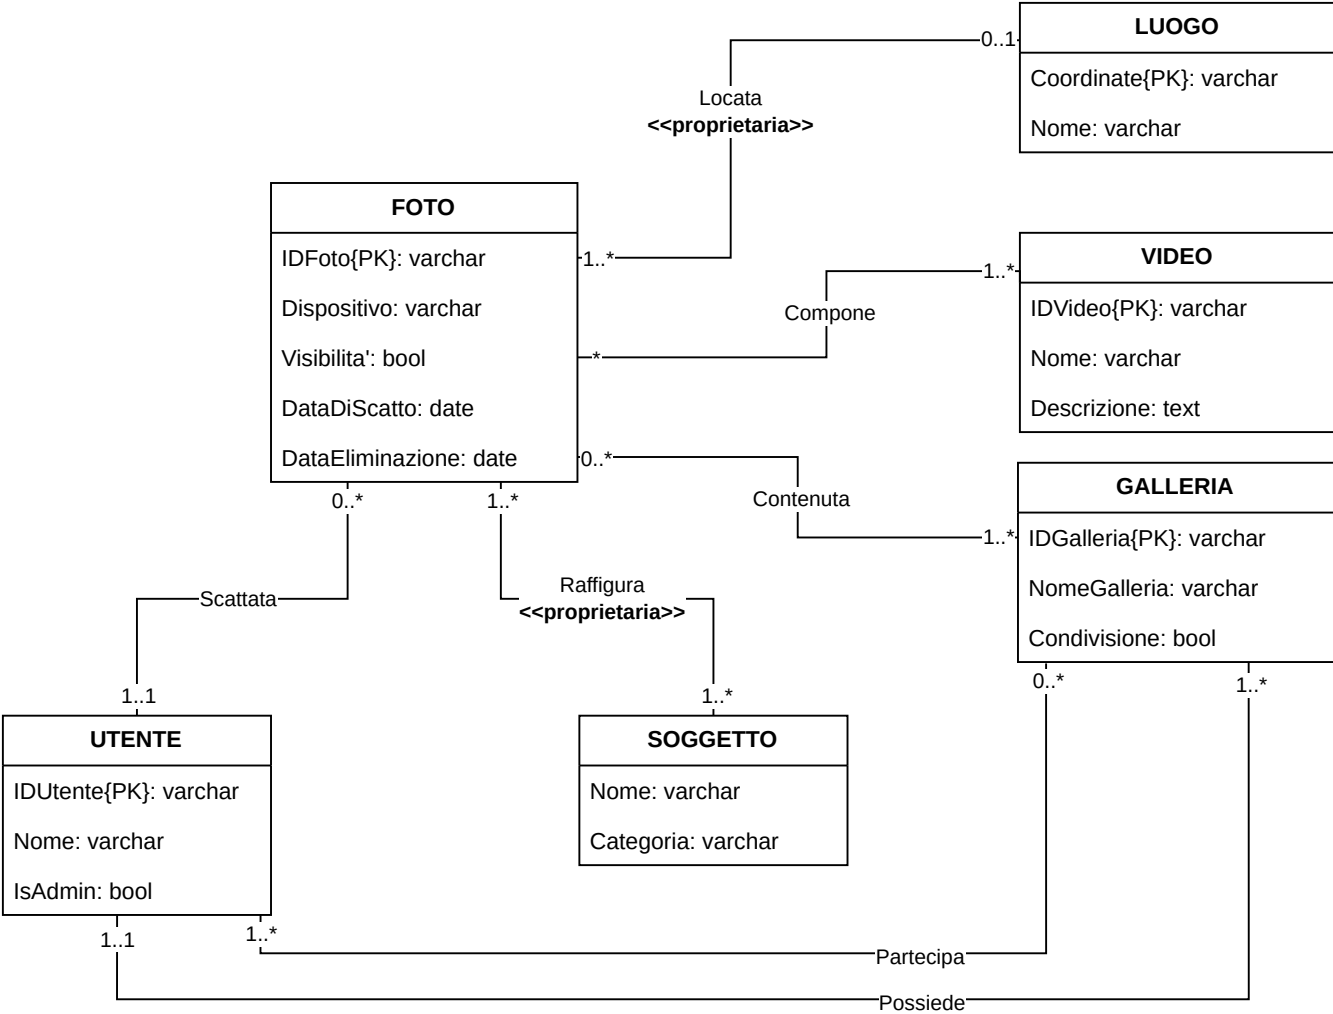 LUOGO
Coordinate{PK}: varchar
Nome: varchar
0..1
Locata
<<proprietaria>>
FOTO
IDFoto{PK}: varchar
Dispositivo: varchar
Visibilita': bool
DataDiScatto: date
DataEliminazione: date
1..*
VIDEO
IDVideo{PK}: varchar
Nome: varchar
Descrizione: text
1..*
Compone
*
0..*
Contenuta
1..*
GALLERIA
IDGalleria{PK}: varchar
NomeGalleria: varchar
Condivisione: bool
0..*
1..*
0..*
1..*
Scattata
Raffigura
<<proprietaria>>
1..1
1..*
UTENTE
IDUtente{PK}: varchar
Nome: varchar
IsAdmin: bool
SOGGETTO
Nome: varchar
Categoria: varchar
1..1
1..*
Partecipa
Possiede